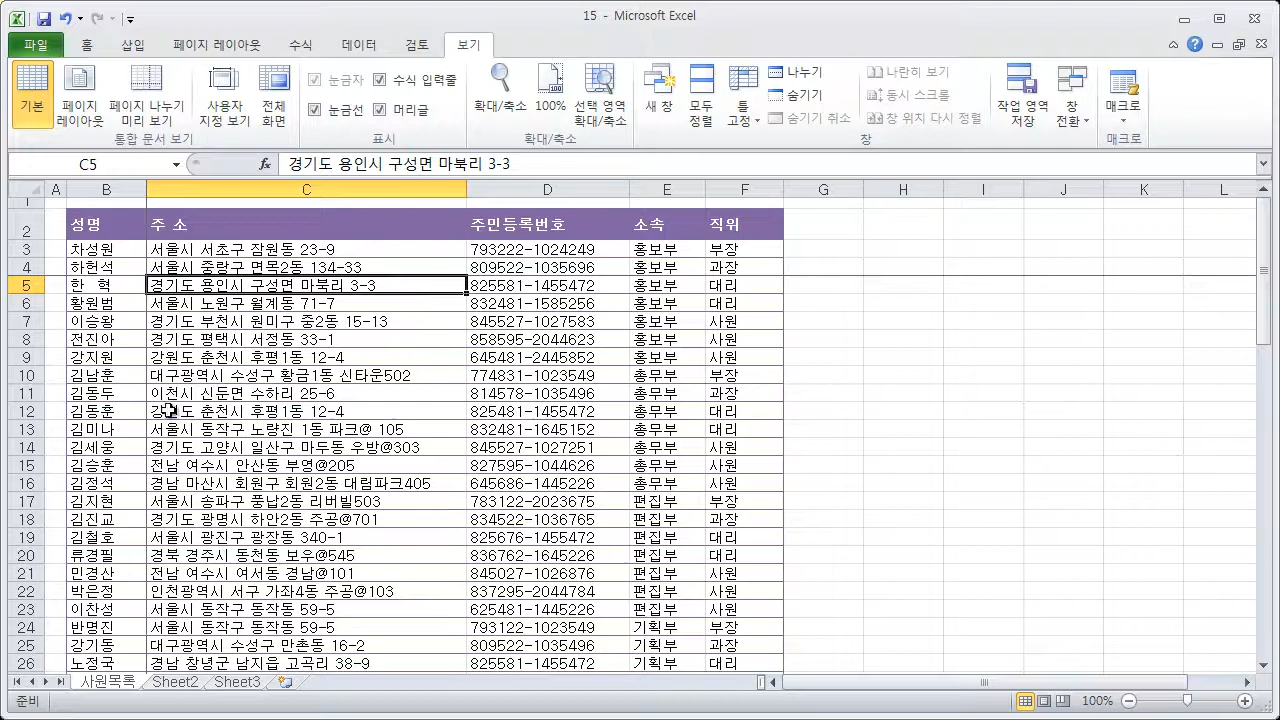 15 - Microsoft Excel
파일 홈 삽입 페이지 레이아웃 수식 데이터 검토 보기
기본 페이지 레이아웃 페이지 나누기 미리 보기 사용자 지정 보기 전체 화면
통합 문서 보기
눈금자 수식 입력줄
눈금선 머리글
표시
확대/축소 100% 선택 영역 확대/축소
확대/축소
새 창 모두 정렬 틀 고정 나누기 숨기기 숨기기 취소
나란히 보기 동시 스크롤 창 위치 다시 정렬
작업 영역 저장 창 전환
창
매크로
매크로
C5 fx 경기도 용인시 구성면 마북리 3-3
A B C D E F G H I J K L
1
2 성명 주 소 주민등록번호 소속 직위
3 차성원 서울시 서초구 잠원동 23-9 793222-1024249 홍보부 부장
4 하헌석 서울시 중랑구 면목2동 134-33 809522-1035696 홍보부 과장
5 한 혁 경기도 용인시 구성면 마북리 3-3 825581-1455472 홍보부 대리
6 황원범 서울시 노원구 월계동 71-7 832481-1585256 홍보부 대리
7 이승왕 경기도 부천시 원미구 중2동 15-13 845527-1027583 홍보부 사원
8 전진아 경기도 평택시 서정동 33-1 858595-2044623 홍보부 사원
9 강지원 강원도 춘천시 후평1동 12-4 645481-2445852 홍보부 사원
10 김남훈 대구광역시 수성구 황금1동 신타운502 774831-1023549 총무부 부장
11 김동두 이천시 신둔면 수하리 25-6 814578-1035496 총무부 과장
12 김동훈 강원도 춘천시 후평1동 12-4 825481-1455472 총무부 대리
13 김미나 서울시 동작구 노량진 1동 파크@ 105 832481-1645152 총무부 대리
14 김세웅 경기도 고양시 일산구 마두동 우방@303 845527-1027251 총무부 사원
15 김승훈 전남 여수시 안산동 부영@205 827595-1044626 총무부 사원
16 김정석 경남 마산시 회원구 회원2동 대림파크405 645686-1445226 총무부 사원
17 김지현 서울시 송파구 풍납2동 리버빌503 783122-2023675 편집부 부장
18 김진교 경기도 광명시 하안2동 주공@701 834522-1036765 편집부 과장
19 김철호 서울시 광진구 광장동 340-1 825676-1455472 편집부 대리
20 류경필 경북 경주시 동천동 보우@545 836762-1645226 편집부 대리
21 민경산 전남 여수시 여서동 경남@101 845027-1026876 편집부 사원
22 박은정 인천광역시 서구 가좌4동 주공@103 837295-2044784 편집부 사원
23 이찬성 서울시 동작구 동작동 59-5 625481-1445226 편집부 사원
24 반명진 서울시 동작구 동작동 59-5 793122-1023549 기획부 부장
25 강기동 대구광역시 수성구 만촌동 16-2 809522-1035496 기획부 과장
26 노정국 경남 창녕군 남지읍 고곡리 38-9 825581-1455472 기획부 대리
사원목록 Sheet2 Sheet3
준비 100%